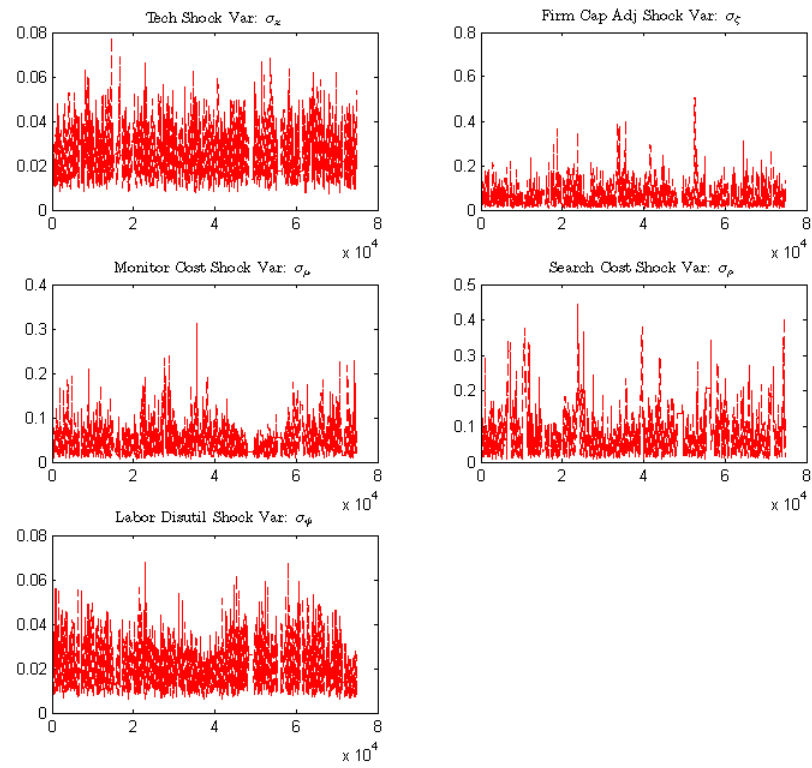 Tech Shock Var: σ_z
0.08
0.06
0.04
0.02
0
0 2 4 6 8
x 10^4
Firm Cap Adj Shock Var: σ_ζ
0.8
0.6
0.4
0.2
0
0 2 4 6 8
x 10^4
Monitor Cost Shock Var: σ_μ
0.4
0.3
0.2
0.1
0
0 2 4 6 8
x 10^4
Search Cost Shock Var: σ_ρ
0.5
0.4
0.3
0.2
0.1
0
0 2 4 6 8
x 10^4
Labor Disutil Shock Var: σ_ψ
0.08
0.06
0.04
0.02
0
0 2 4 6 8
x 10^4